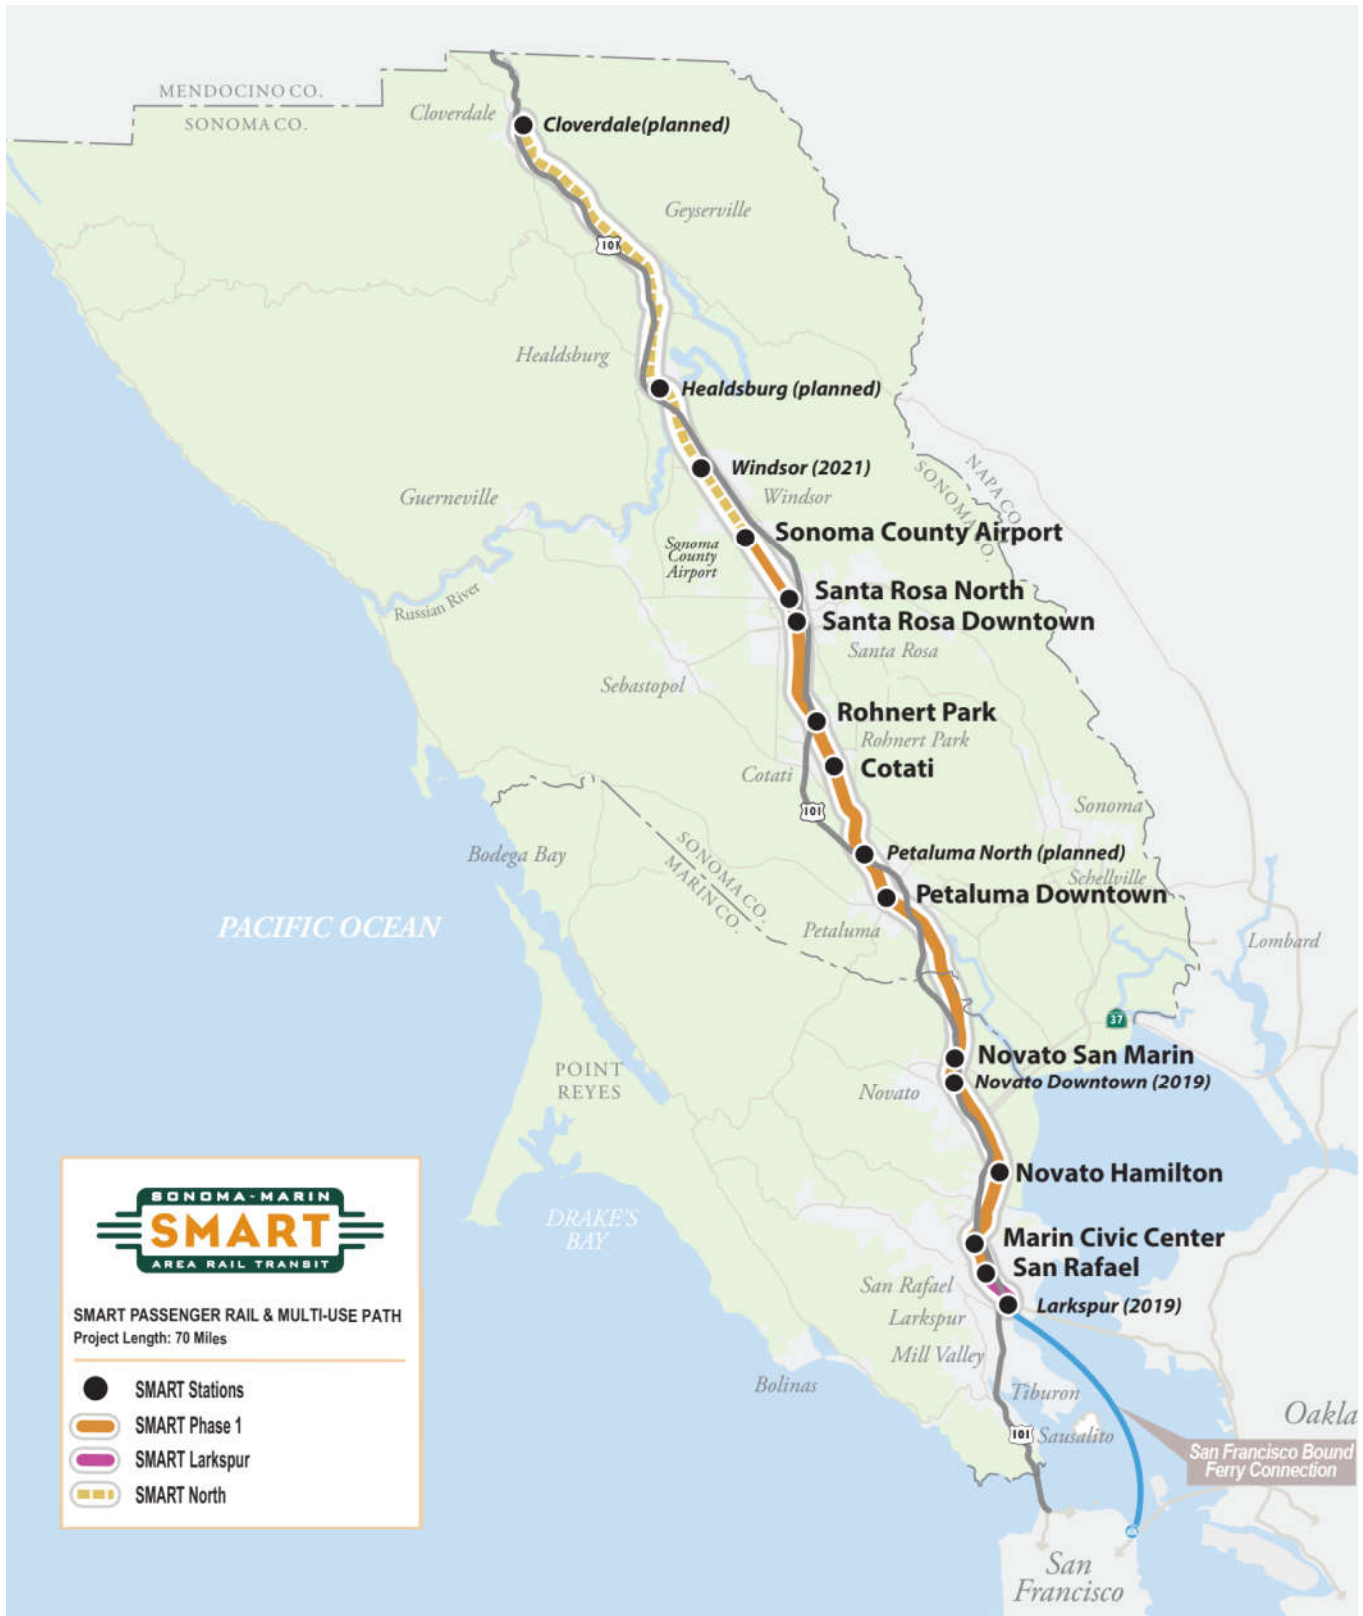 MENDOCINO CO.
SONOMA CO.
Cloverdale
Cloverdale(planned)
Geyserville
101
Healdsburg
Healdsburg (planned)
Windsor (2021)
Windsor
NAPA CO.
SONOMA CO.
Guerneville
Sonoma County Airport
Sonoma
County
Airport
Russian River
Santa Rosa North
Santa Rosa Downtown
Santa Rosa
Sebastopol
Rohnert Park
Rohnert Park
Cotati
Cotati
101
Sonoma
SONOMA CO.
MARIN CO.
Bodega Bay
Petaluma North (planned)
Schellville
Petaluma Downtown
Petaluma
PACIFIC OCEAN
Lombard
37
Novato San Marin
Novato Downtown (2019)
Novato
POINT
REYES
Novato Hamilton
DRAKE'S
BAY
Marin Civic Center
San Rafael
San Rafael
Larkspur (2019)
Larkspur
Mill Valley
Bolinas
Tiburon
101
Sausalito
Oakla
San Francisco Bound
Ferry Connection
San
Francisco
SONOMA-MARIN
SMART
AREA RAIL TRANSIT
SMART PASSENGER RAIL & MULTI-USE PATH
Project Length: 70 Miles
SMART Stations
SMART Phase 1
SMART Larkspur
SMART North